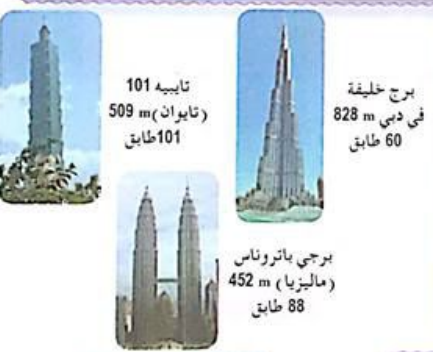 برج خليفة
في دبي 828 m
60 طابق
تايبيه 101
(تايوان) 509 m
101طابق
برجي باتروناس
(ماليزيا) 452 m
88 طابق